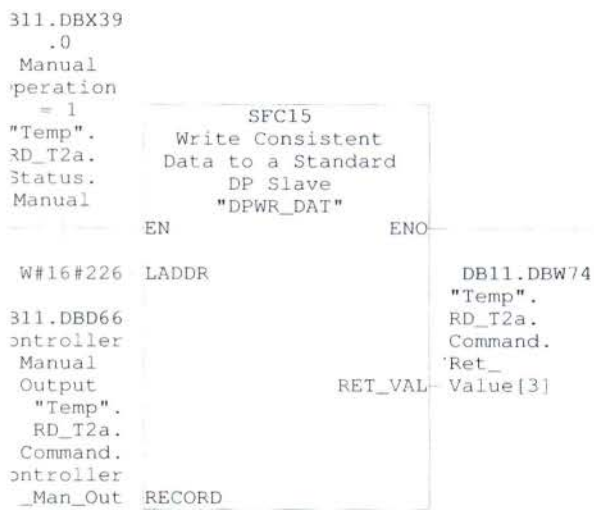 311.DBX39
.0
Manual
peration
= 1
"Temp".
RD_T2a.
Status.
Manual
SFC15
Write Consistent
Data to a Standard
DP Slave
"DPWR_DAT"
EN ENO
W#16#226 LADDR
311.DBD66
ontroller
Manual
Output
"Temp".
RD_T2a.
Command.
ontroller
_Man_Out RECORD
DB11.DBW74
"Temp".
RD_T2a.
Command.
Ret_
RET_VAL Value[3]